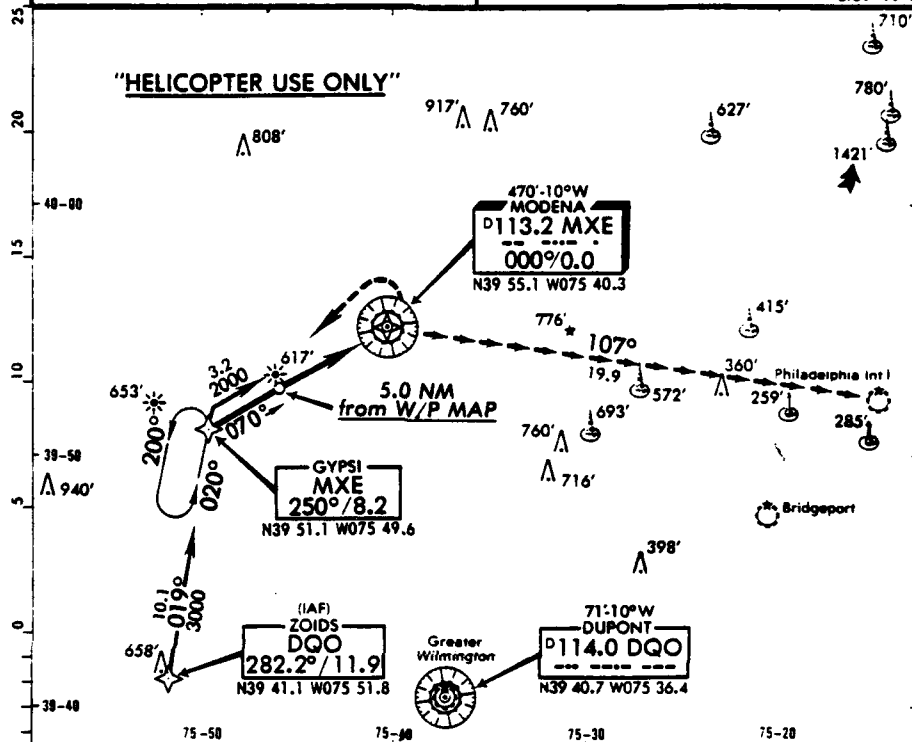 25
710'
"HELICOPTER USE ONLY"
780'
917'
760'
627'
20
808'
1421'
470'-10°W
MODENA
D113.2 MXE
000°/0.0
N39 55.1 W075 40.3
40-00
15
415'
776'
107°
617'
3.2
2000
19.9
360'
Philadelphia Intl
10
653'
5.0 NM
from W/P MAP
572'
259'
070°
693'
285'
200°
760'
39-50
GYPSI
MXE
250°/8.2
N39 51.1 W075 49.6
020°
940'
716'
5
Bridgeport
398'
10.1
019°
3000
(IAF)
ZOIDS
DQO
282.2°/11.9
N39 41.1 W075 51.8
71'-10°W
DUPONT
D114.0 DQO
N39 40.7 W075 36.4
0
Greater
Wilmington
658'
39-40
75-50
75-40
75-30
75-20